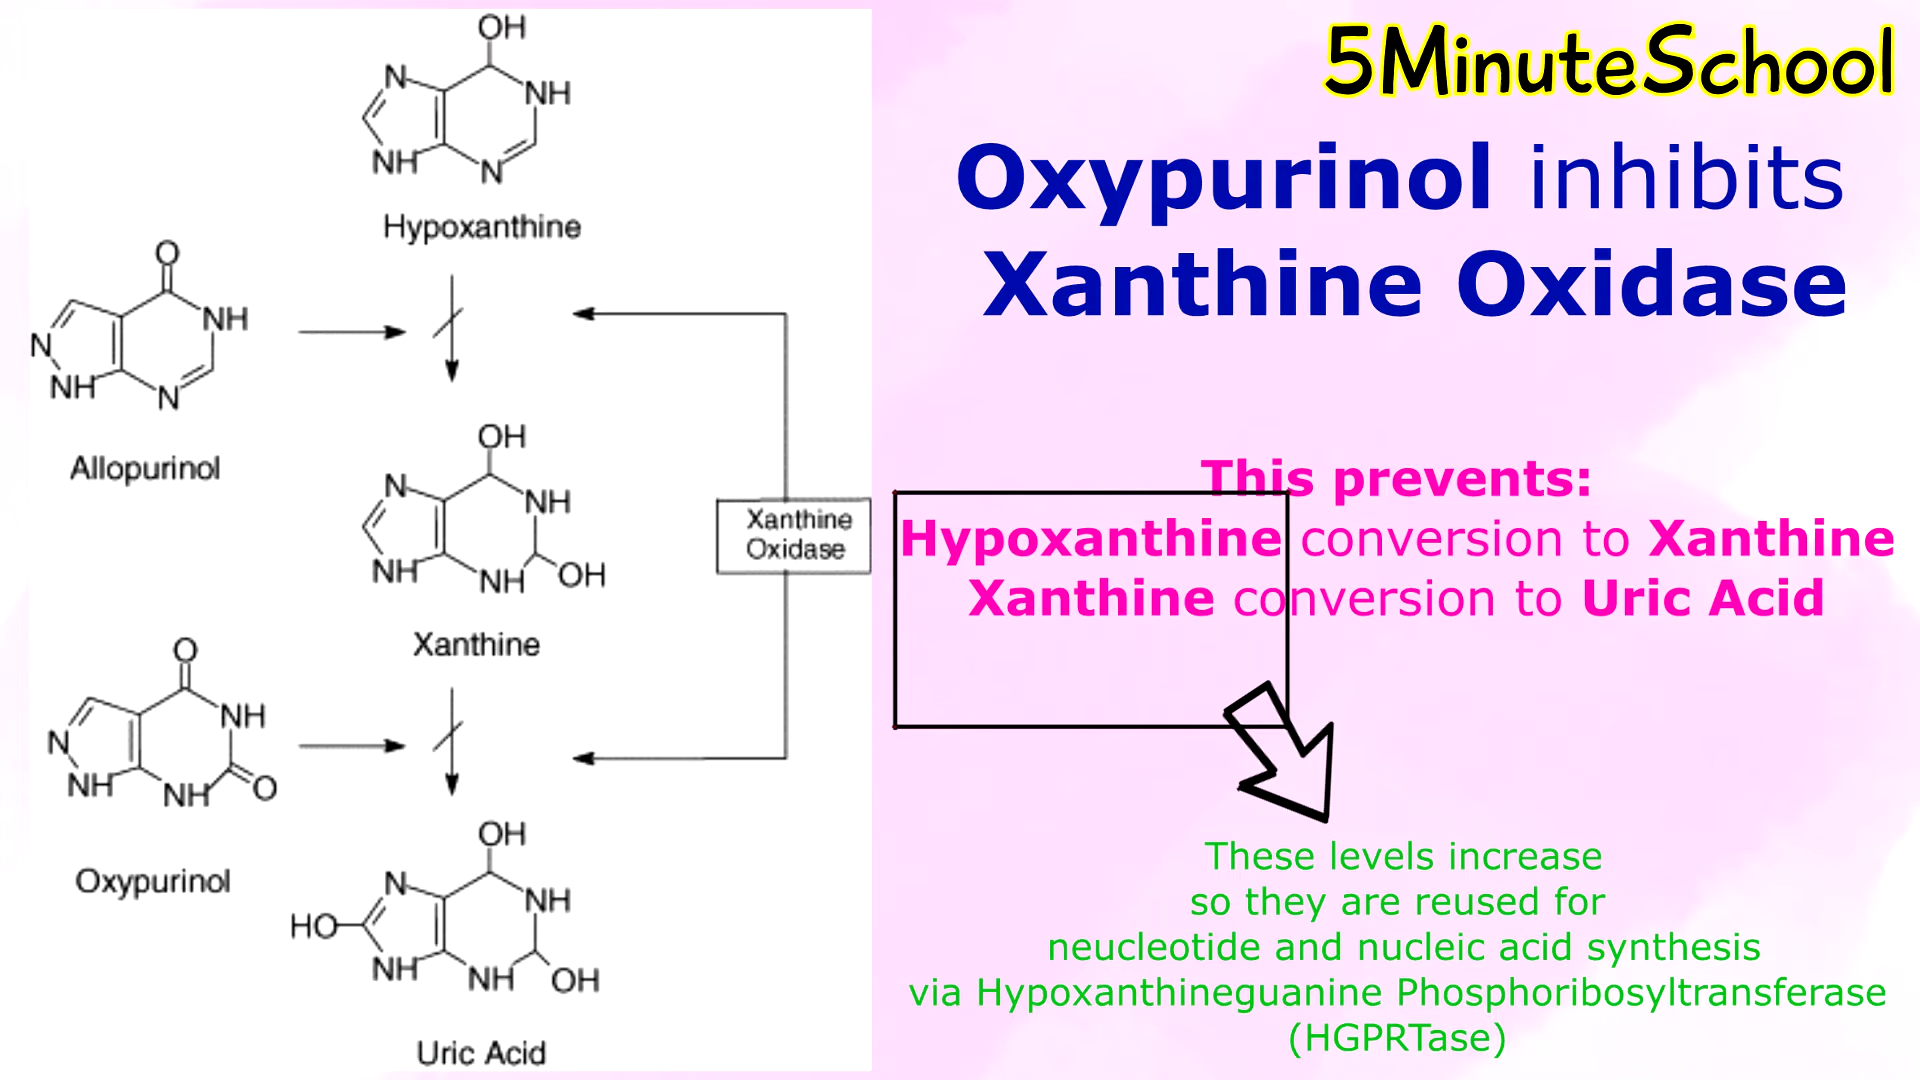 OH
N
NH
NH
N
Hypoxanthine
O
NH
N
NH
N
Allopurinol
OH
N
NH
NH
NH
OH
Xanthine
Xanthine
Oxidase
O
NH
N
NH
NH
O
Oxypurinol
OH
N
NH
HO
NH
NH
OH
Uric Acid
5MinuteSchool
Oxypurinol inhibits
Xanthine Oxidase
This prevents:
Hypoxanthine conversion to Xanthine
Xanthine conversion to Uric Acid
These levels increase
so they are reused for
neucleotide and nucleic acid synthesis
via Hypoxanthineguanine Phosphoribosyltransferase
(HGPRTase)